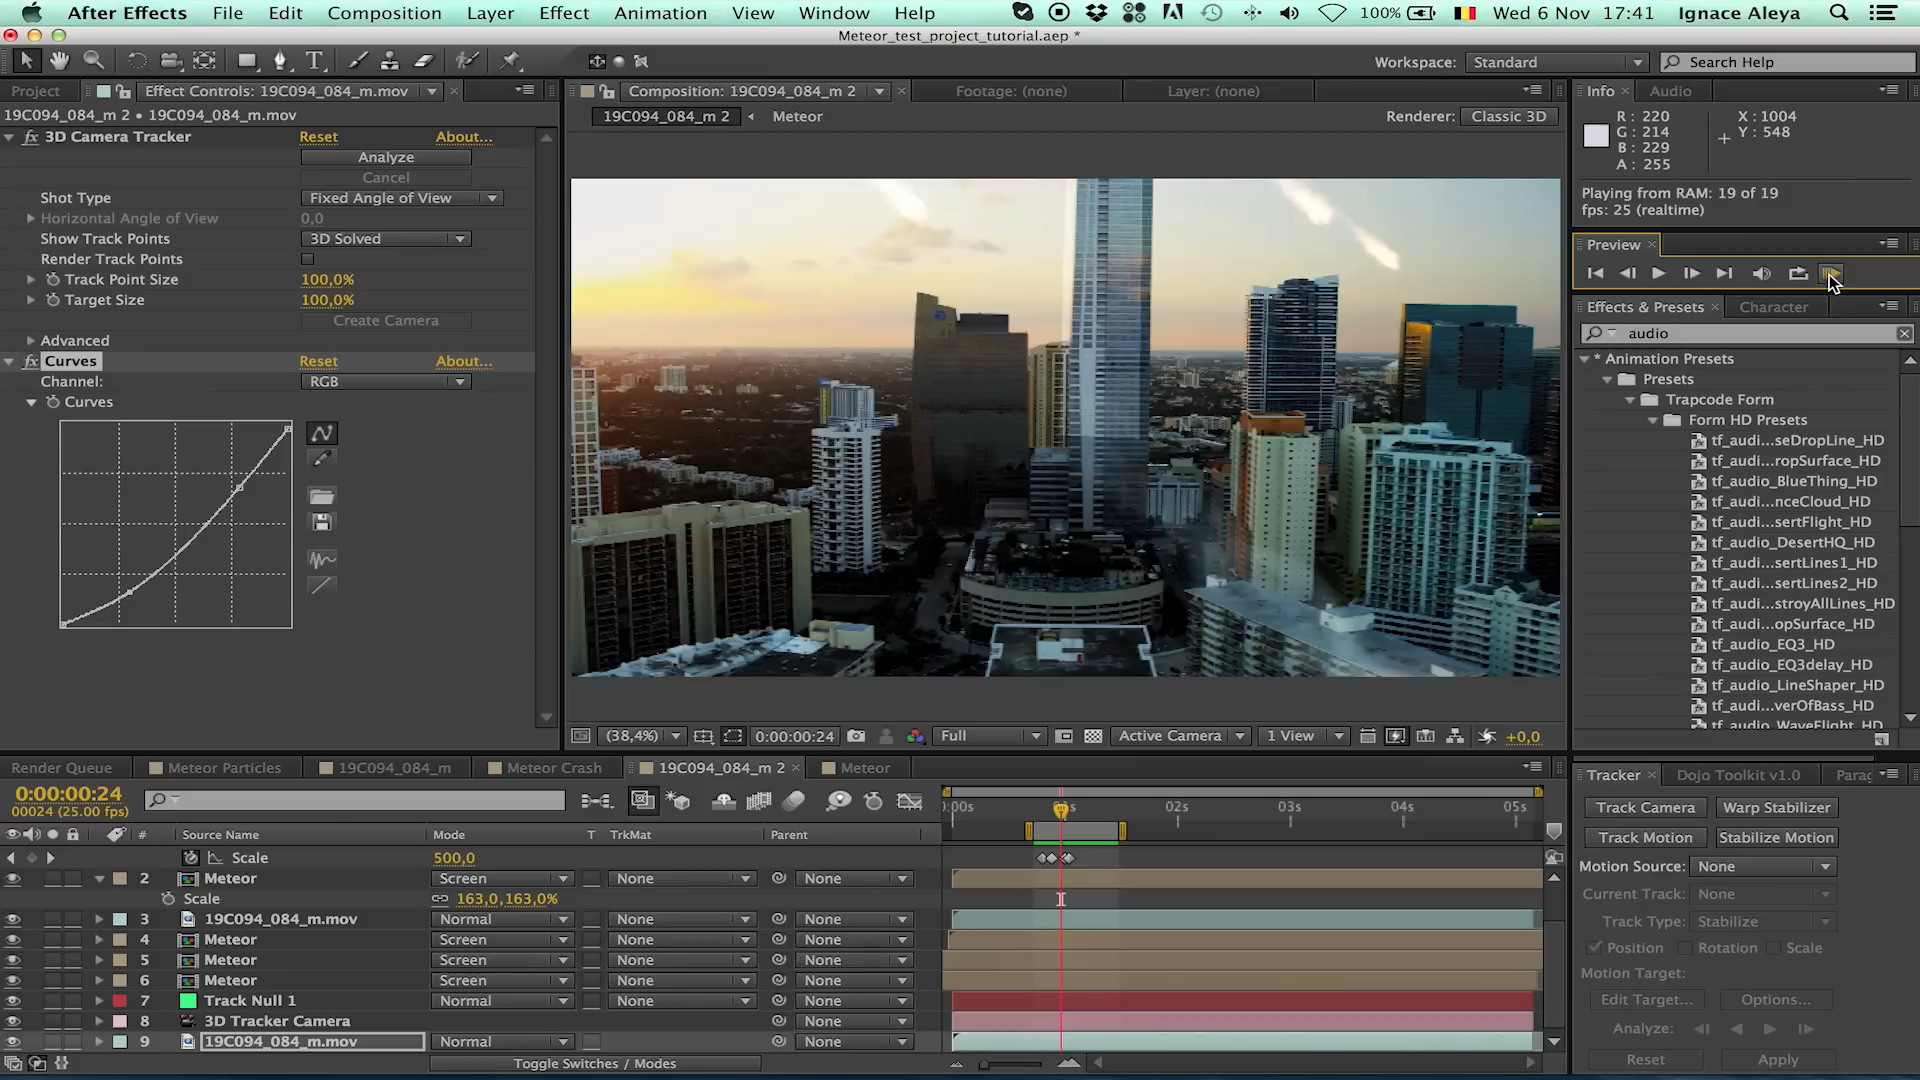 After Effects File Edit Composition Layer Effect Animation View Window Help 100% Wed 6 Nov 17:41 Ignace Aleya
Meteor_test_project_tutorial.aep *
Workspace: Standard Search Help
Project Effect Controls: 19C094_084_m.mov
19C094_084_m 2 • 19C094_084_m.mov
fx 3D Camera Tracker Reset About...
Analyze
Cancel
Shot Type Fixed Angle of View
Horizontal Angle of View 0,0
Show Track Points 3D Solved
Render Track Points
Track Point Size 100,0%
Target Size 100,0%
Create Camera
Advanced
fx Curves Reset About...
Channel: RGB
Curves
Composition: 19C094_084_m 2 Footage: (none) Layer: (none)
19C094_084_m 2 Meteor Renderer: Classic 3D
(38,4%) 0:00:00:24 Full Active Camera 1 View +0,0
Info Audio
R : 220 X : 1004
G : 214 Y : 548
B : 229
A : 255
Playing from RAM: 19 of 19
fps: 25 (realtime)
Preview
Effects & Presets Character
audio
* Animation Presets
Presets
Trapcode Form
Form HD Presets
tf_audi...seDropLine_HD
tf_audi...ropSurface_HD
tf_audio_BlueThing_HD
tf_audi...nceCloud_HD
tf_audi...sertFlight_HD
tf_audio_DesertHQ_HD
tf_audi...sertLines1_HD
tf_audi...sertLines2_HD
tf_audi...stroyAllLines_HD
tf_audi...opSurface_HD
tf_audio_EQ3_HD
tf_audio_EQ3delay_HD
tf_audio_LineShaper_HD
tf_audi...verOfBass_HD
tf_audio_WaveFlight_HD
Render Queue Meteor Particles 19C094_084_m Meteor Crash 19C094_084_m 2 Meteor
0:00:00:24
00024 (25.00 fps)
# Source Name Mode T TrkMat Parent
:00s 02s 03s 04s 05s
Scale 500,0
2 Meteor Screen None None
Scale 163,0,163,0%
3 19C094_084_m.mov Normal None None
4 Meteor Screen None None
5 Meteor Screen None None
6 Meteor Screen None None
7 Track Null 1 Normal None None
8 3D Tracker Camera None
9 19C094_084_m.mov Normal None
Toggle Switches / Modes
Tracker Dojo Toolkit v1.0 Parag
Track Camera Warp Stabilizer
Track Motion Stabilize Motion
Motion Source: None
Current Track: None
Track Type: Stabilize
Position Rotation Scale
Motion Target:
Edit Target... Options...
Analyze:
Reset Apply